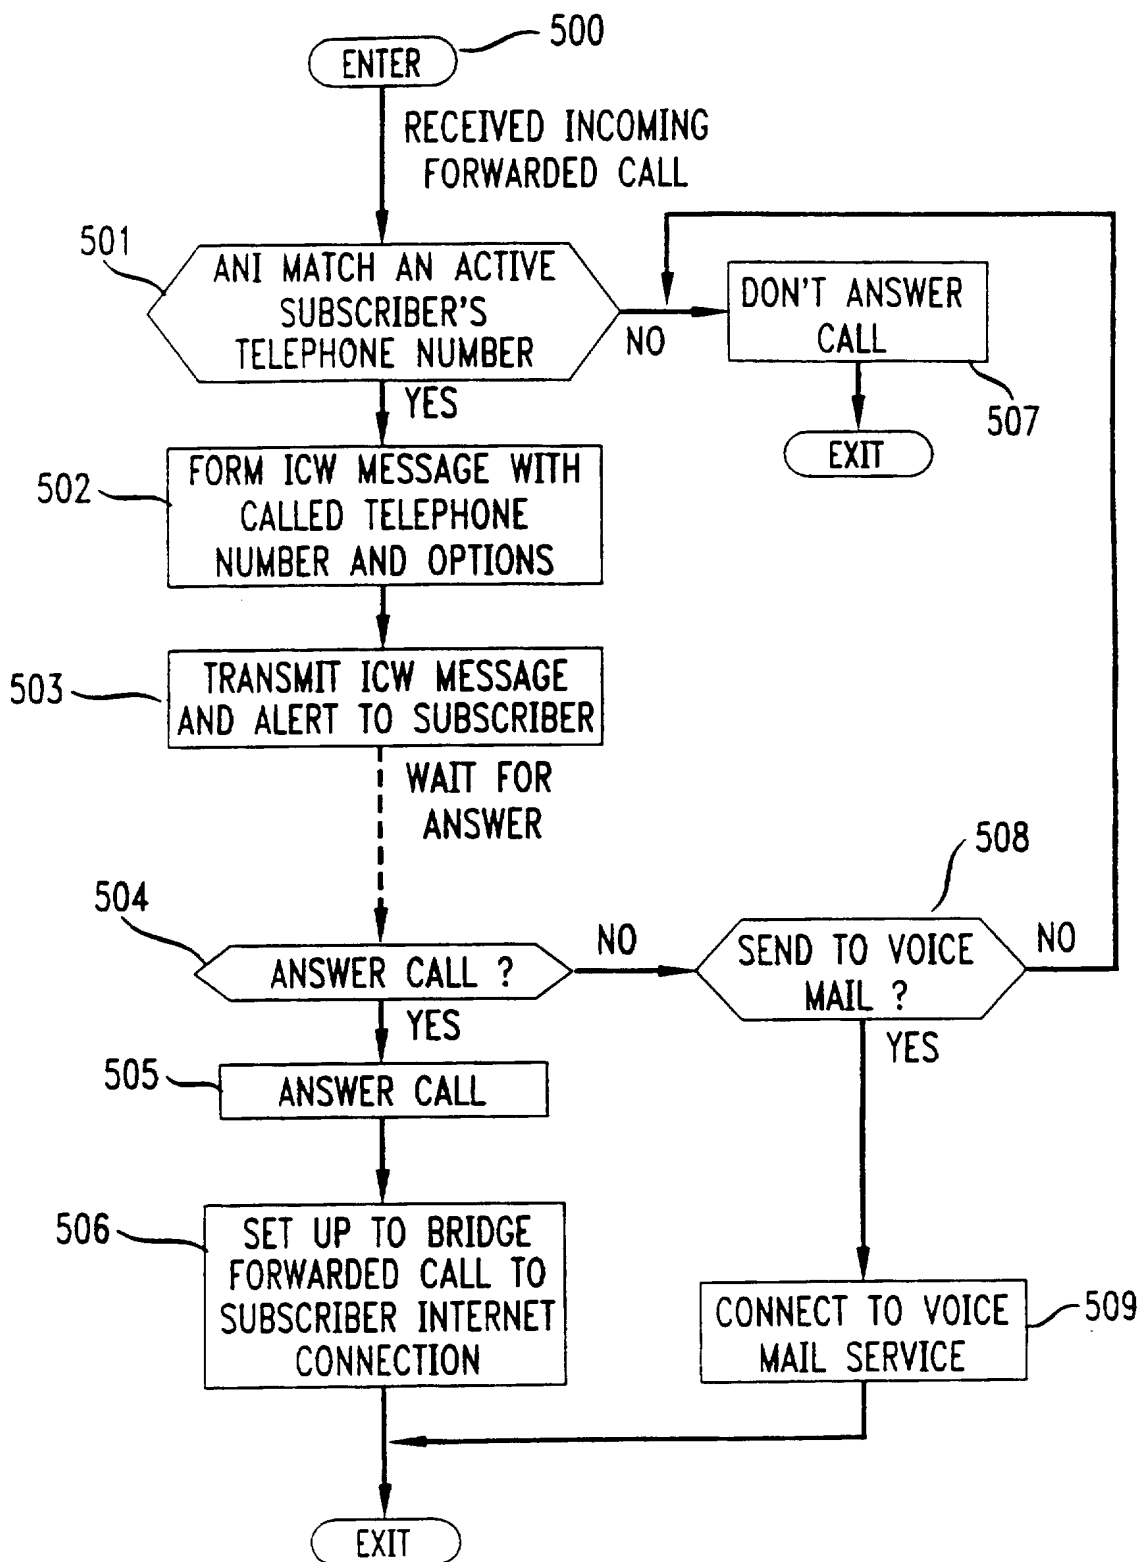 500
ENTER
RECEIVED INCOMING
FORWARDED CALL
501
ANI MATCH AN ACTIVE
SUBSCRIBER'S
TELEPHONE NUMBER
NO
DON'T ANSWER
CALL
507
EXIT
YES
502
FORM ICW MESSAGE WITH
CALLED TELEPHONE
NUMBER AND OPTIONS
503
TRANSMIT ICW MESSAGE
AND ALERT TO SUBSCRIBER
WAIT FOR
ANSWER
504
ANSWER CALL ?
NO
508
SEND TO VOICE
MAIL ?
NO
YES
YES
505
ANSWER CALL
506
SET UP TO BRIDGE
FORWARDED CALL TO
SUBSCRIBER INTERNET
CONNECTION
CONNECT TO VOICE
MAIL SERVICE
509
EXIT